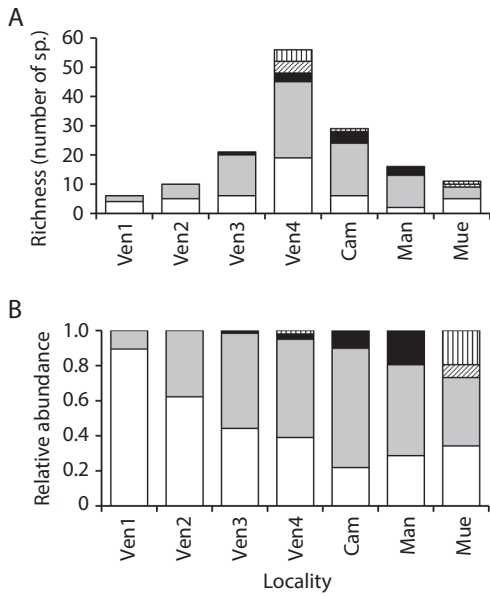 A
Richness (number of sp.)
60
50
40
30
20
10
0
Ven1
Ven2
Ven3
Ven4
Cam
Man
Mue
B
Relative abundance
1.0
0.8
0.6
0.4
0.2
0
Ven1
Ven2
Ven3
Ven4
Cam
Man
Mue
Locality